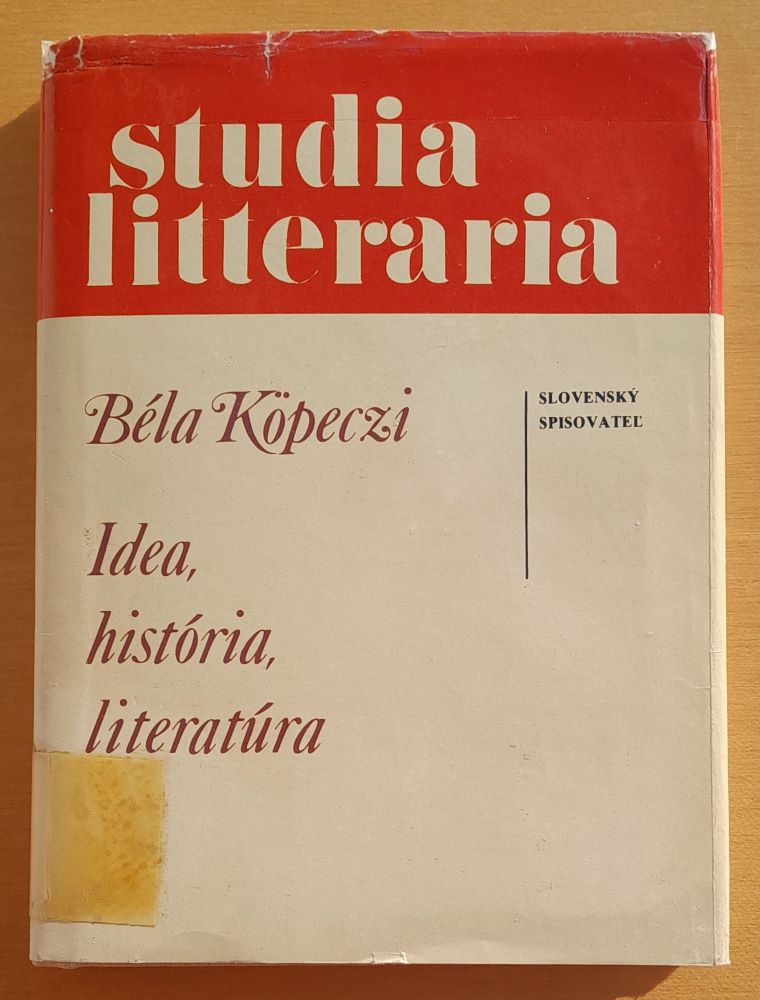 studia
litteraria
Béla Köpeczi
SLOVENSKÝ
SPISOVATEĽ
Idea,
história,
literatúra